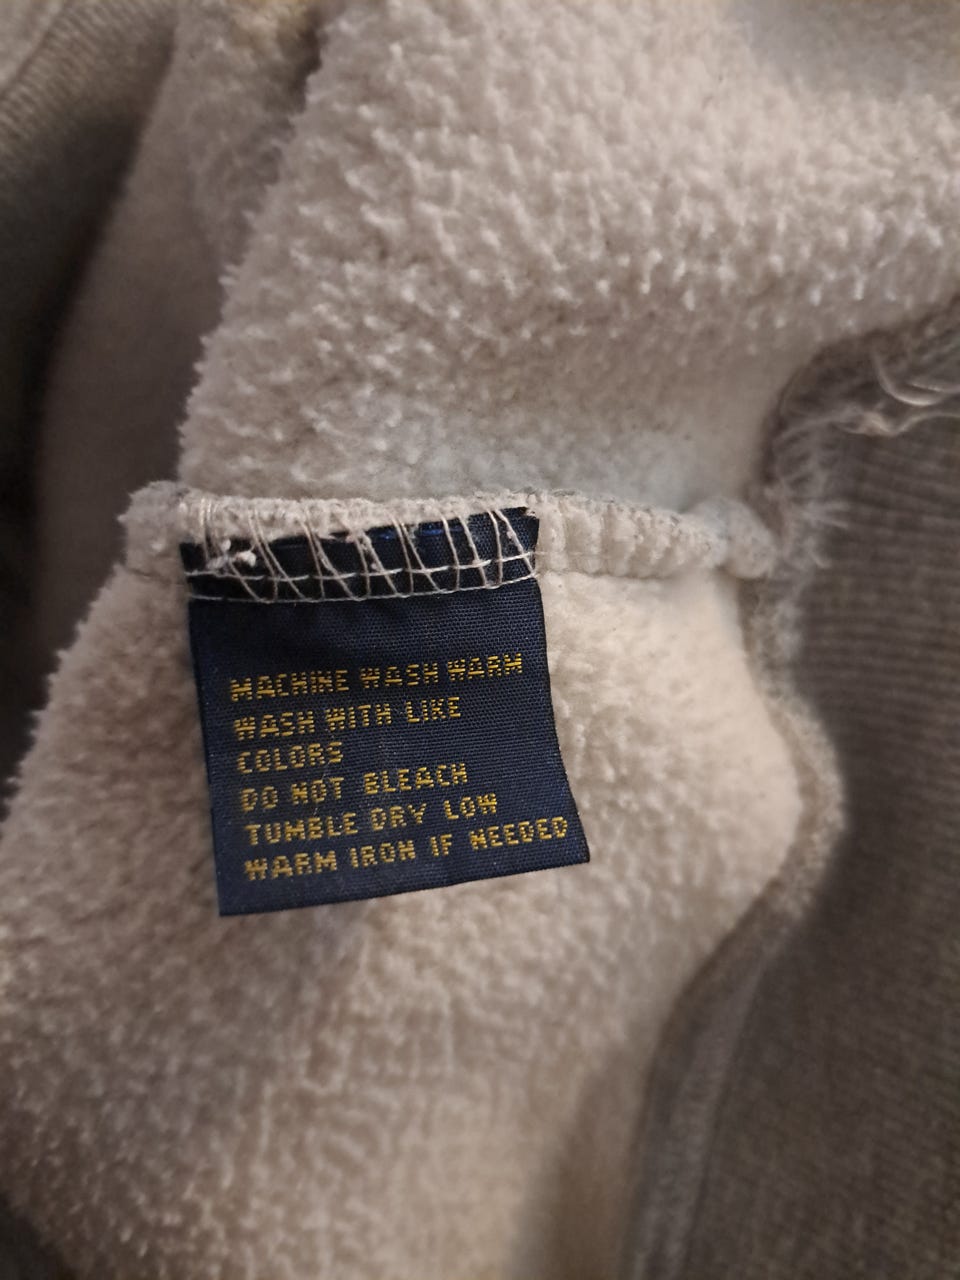 MACHINE WASH WARM
WASH WITH LIKE
COLORS
DO NOT BLEACH
TUMBLE DRY LOW
WARM IRON IF NEEDED